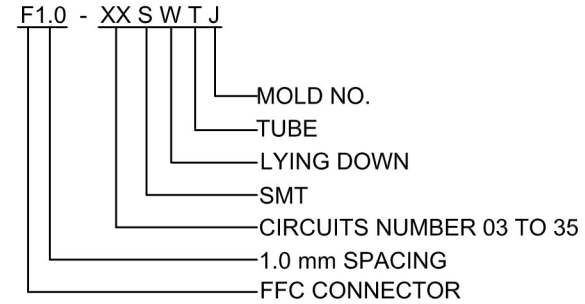 F1.0 - XX S W T J
MOLD NO.
TUBE
LYING DOWN
SMT
CIRCUITS NUMBER 03 TO 35
1.0 mm SPACING
FFC CONNECTOR